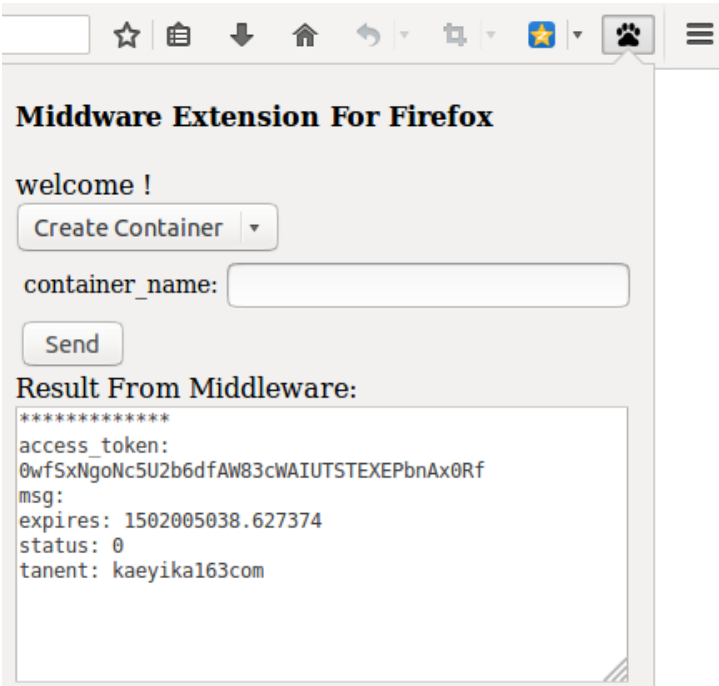 Middware Extension For Firefox
welcome !
Create Container
container_name:
Send
Result From Middleware:
*************
access_token:
0wfSxNgoNc5U2b6dfAW83cWAIUTSTEXEPbnAx0Rf
msg:
expires: 1502005038.627374
status: 0
tanent: kaeyika163com